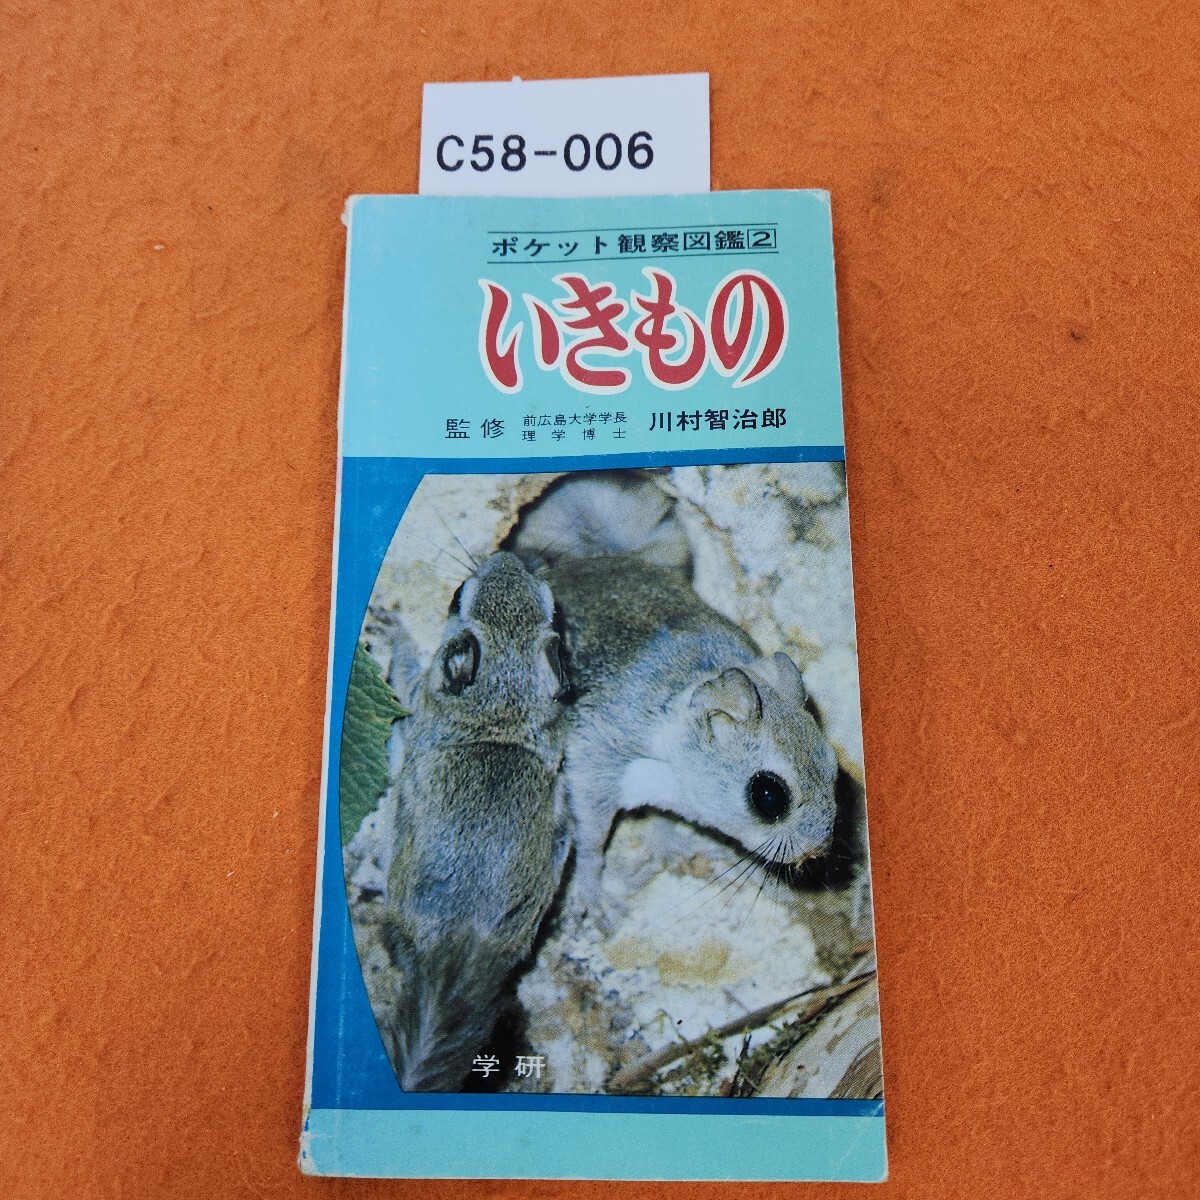 C58-006
ポケット観察図鑑2
いきもの
監修 前広島大学学長 理学博士 川村智治郎
学研